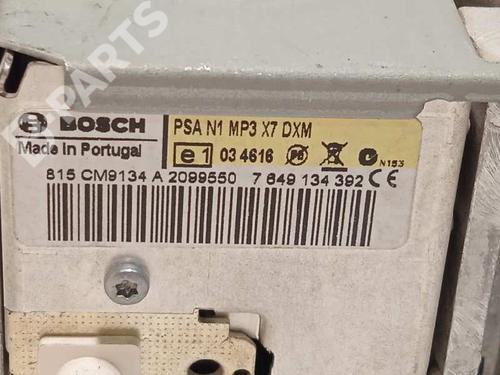 B-PARTS
BOSCH PSA N1 MP3 X7 DXM
Made in Portugal e1 03 4616 N153
815 CM9134 A 2099550 7 649 134 392 CE